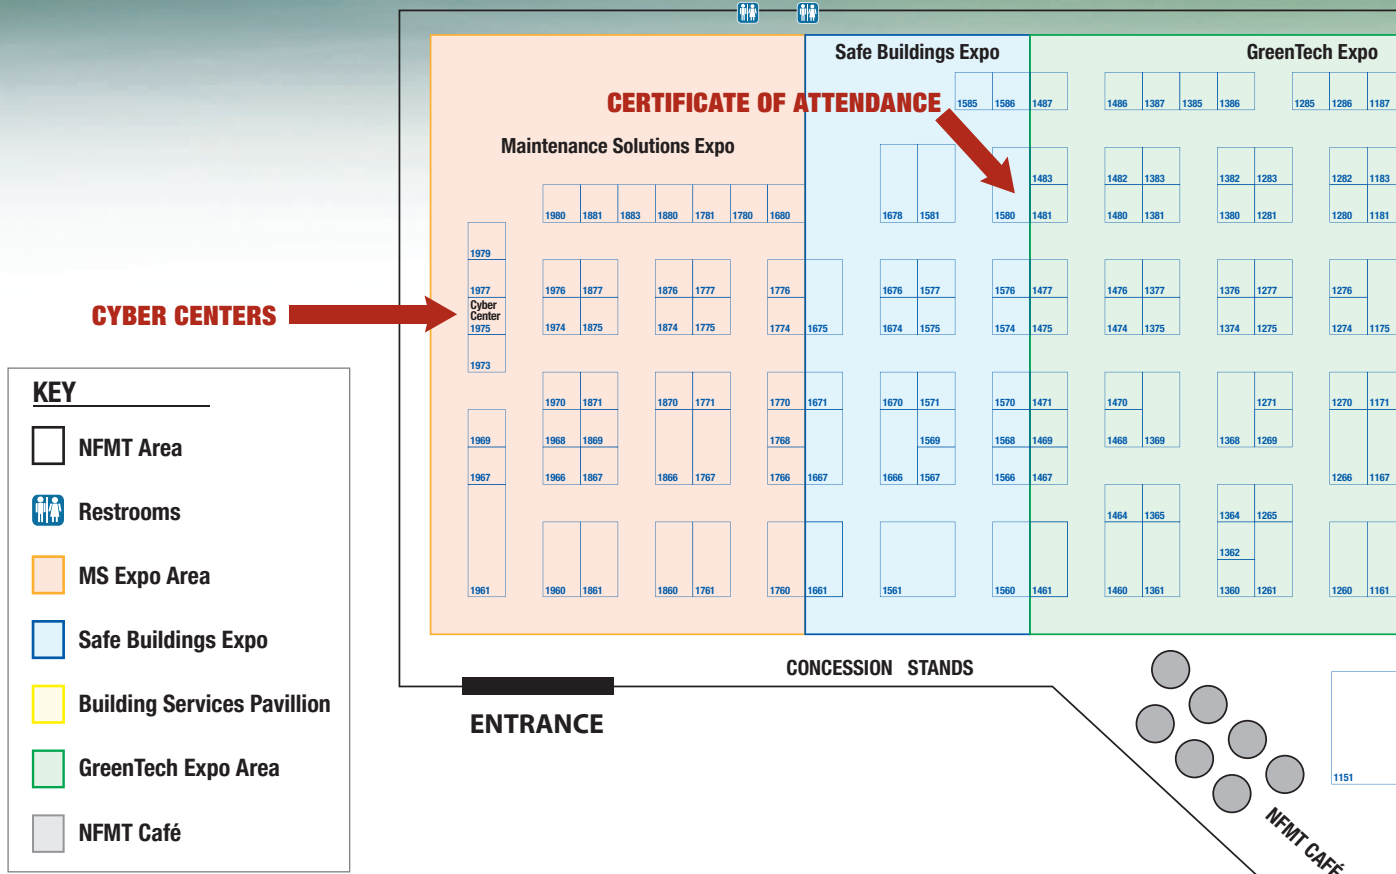 Safe Buildings Expo
GreenTech Expo
CERTIFICATE OF ATTENDANCE
1585 1586 1487 1486 1387 1385 1386 1285 1286 1187
Maintenance Solutions Expo
1483 1482 1383 1382 1283 1282 1183
1980 1881 1883 1880 1781 1780 1680 1678 1581 1580 1481 1480 1381 1380 1281 1280 1181
1979
1977 1976 1877 1876 1777 1776 1676 1577 1576 1477 1476 1377 1376 1277 1276
CYBER CENTERS
Cyber
Center
1975 1974 1875 1874 1775 1774 1675 1674 1575 1574 1475 1474 1375 1374 1275 1274 1175
1973
1970 1871 1870 1771 1770 1671 1670 1571 1570 1471 1470 1271 1270 1171
1969 1968 1869 1768 1569 1568 1469 1468 1369 1368 1269
1967 1966 1867 1866 1767 1766 1667 1666 1567 1566 1467 1266 1167
1464 1365 1364 1265
1362
1961 1960 1861 1860 1761 1760 1661 1561 1560 1461 1460 1361 1360 1261 1260 1161
CONCESSION STANDS
ENTRANCE
1151
NFMT CAFÉ
KEY
NFMT Area
Restrooms
MS Expo Area
Safe Buildings Expo
Building Services Pavillion
GreenTech Expo Area
NFMT Café